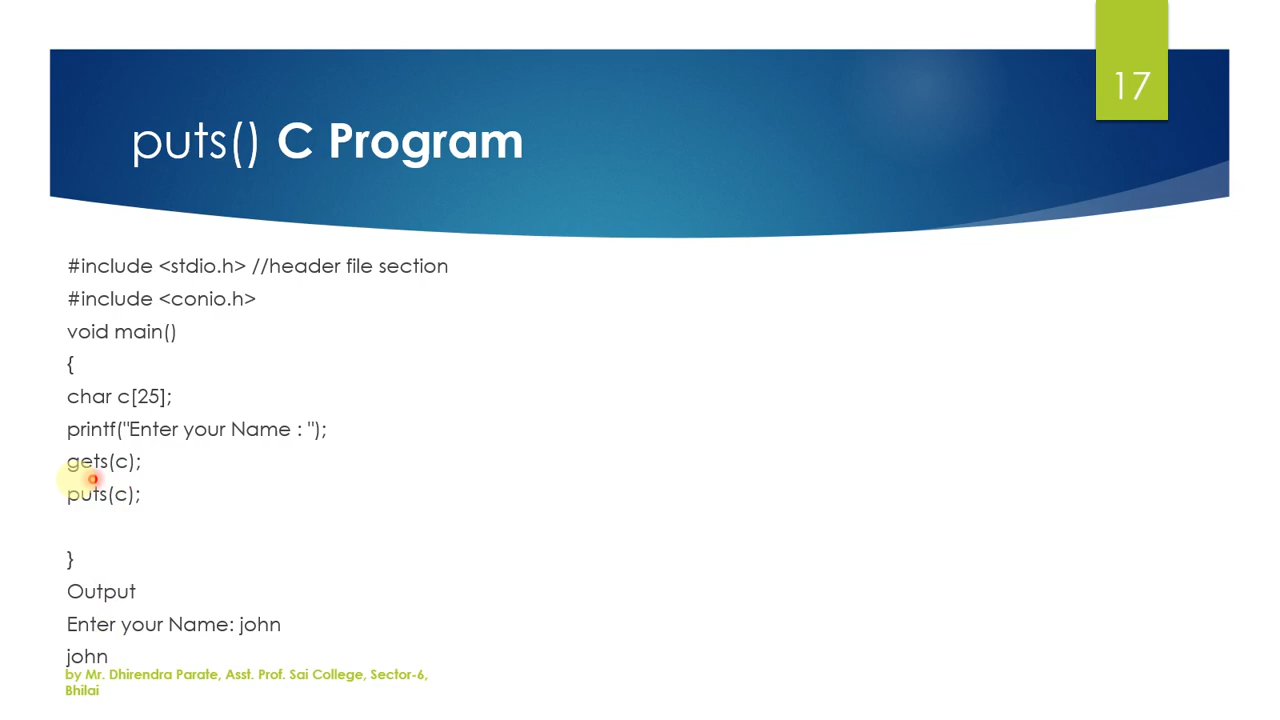 17
puts() C Program
#include <stdio.h> //header file section
#include <conio.h>
void main()
{
char c[25];
printf("Enter your Name : ");
gets(c);
puts(c);
}
Output
Enter your Name: john
john
by Mr. Dhirendra Parate, Asst. Prof. Sai College, Sector-6,
Bhilai